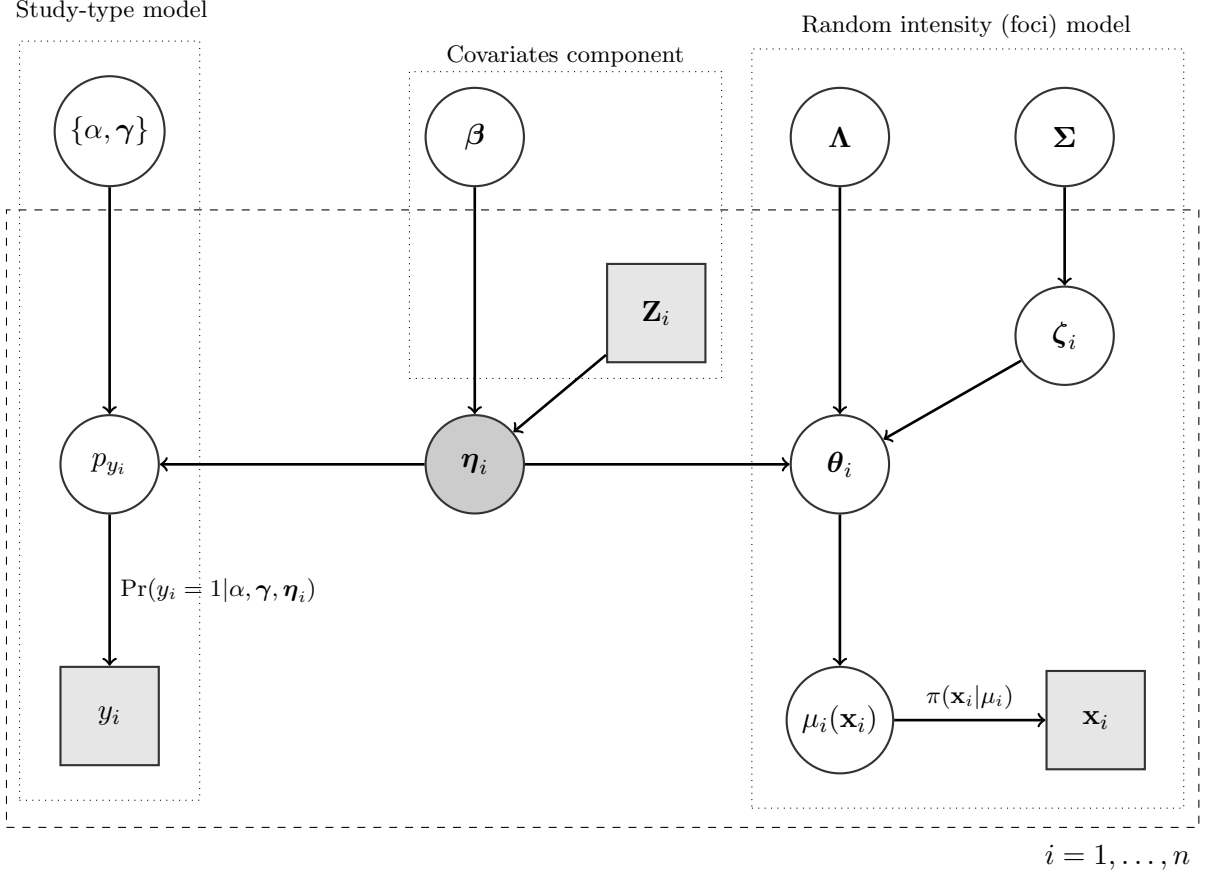 Study-type model
Random intensity (foci) model
Covariates component
{α, γ}
β
Λ
Σ
Z_i
ζ_i
p_{y_i}
η_i
θ_i
Pr(y_i = 1|α, γ, η_i)
y_i
μ_i(x_i)
π(x_i|μ_i)
x_i
i = 1, . . . , n